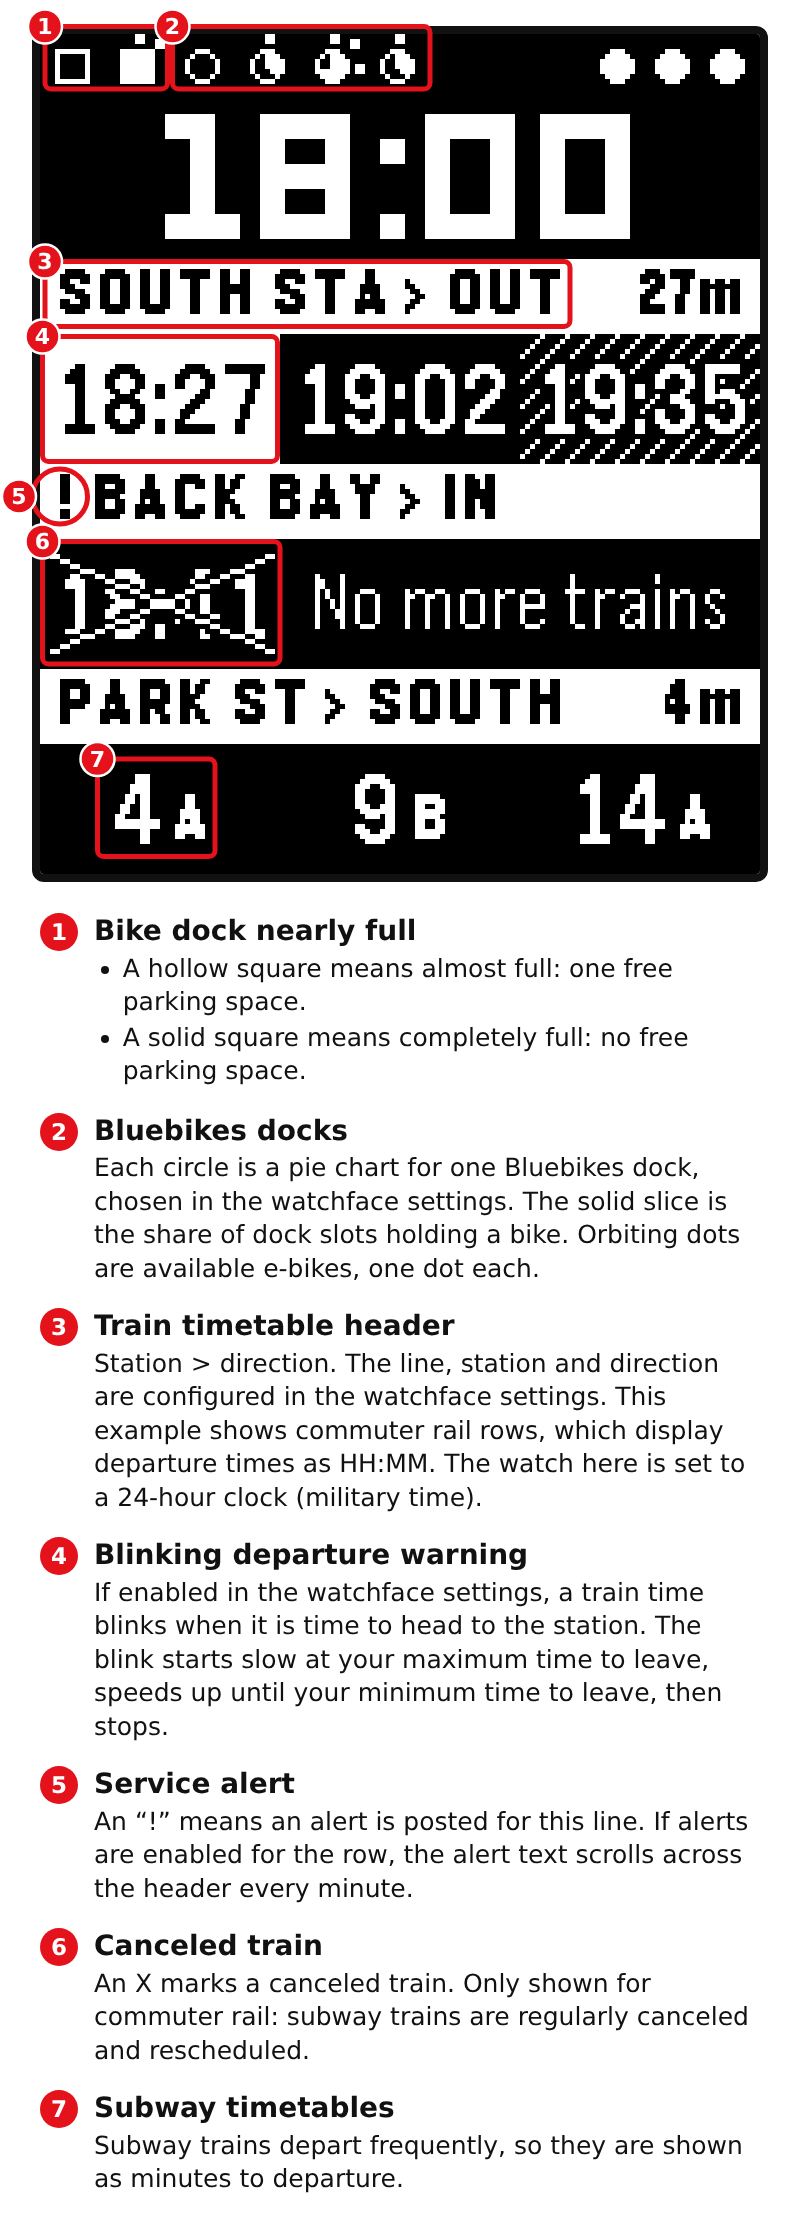 1 2
18:00
3
SOUTH STA > OUT 27m
4
18:27 19:02 19:35
5 ! BACK BAY > IN
6
No more trains
PARK ST > SOUTH 4m
7
4 A 9 B 14 A
1 Bike dock nearly full
• A hollow square means almost full: one free
parking space.
• A solid square means completely full: no free
parking space.
2 Bluebikes docks
Each circle is a pie chart for one Bluebikes dock,
chosen in the watchface settings. The solid slice is
the share of dock slots holding a bike. Orbiting dots
are available e-bikes, one dot each.
3 Train timetable header
Station > direction. The line, station and direction
are configured in the watchface settings. This
example shows commuter rail rows, which display
departure times as HH:MM. The watch here is set to
a 24-hour clock (military time).
4 Blinking departure warning
If enabled in the watchface settings, a train time
blinks when it is time to head to the station. The
blink starts slow at your maximum time to leave,
speeds up until your minimum time to leave, then
stops.
5 Service alert
An “!” means an alert is posted for this line. If alerts
are enabled for the row, the alert text scrolls across
the header every minute.
6 Canceled train
An X marks a canceled train. Only shown for
commuter rail: subway trains are regularly canceled
and rescheduled.
7 Subway timetables
Subway trains depart frequently, so they are shown
as minutes to departure.